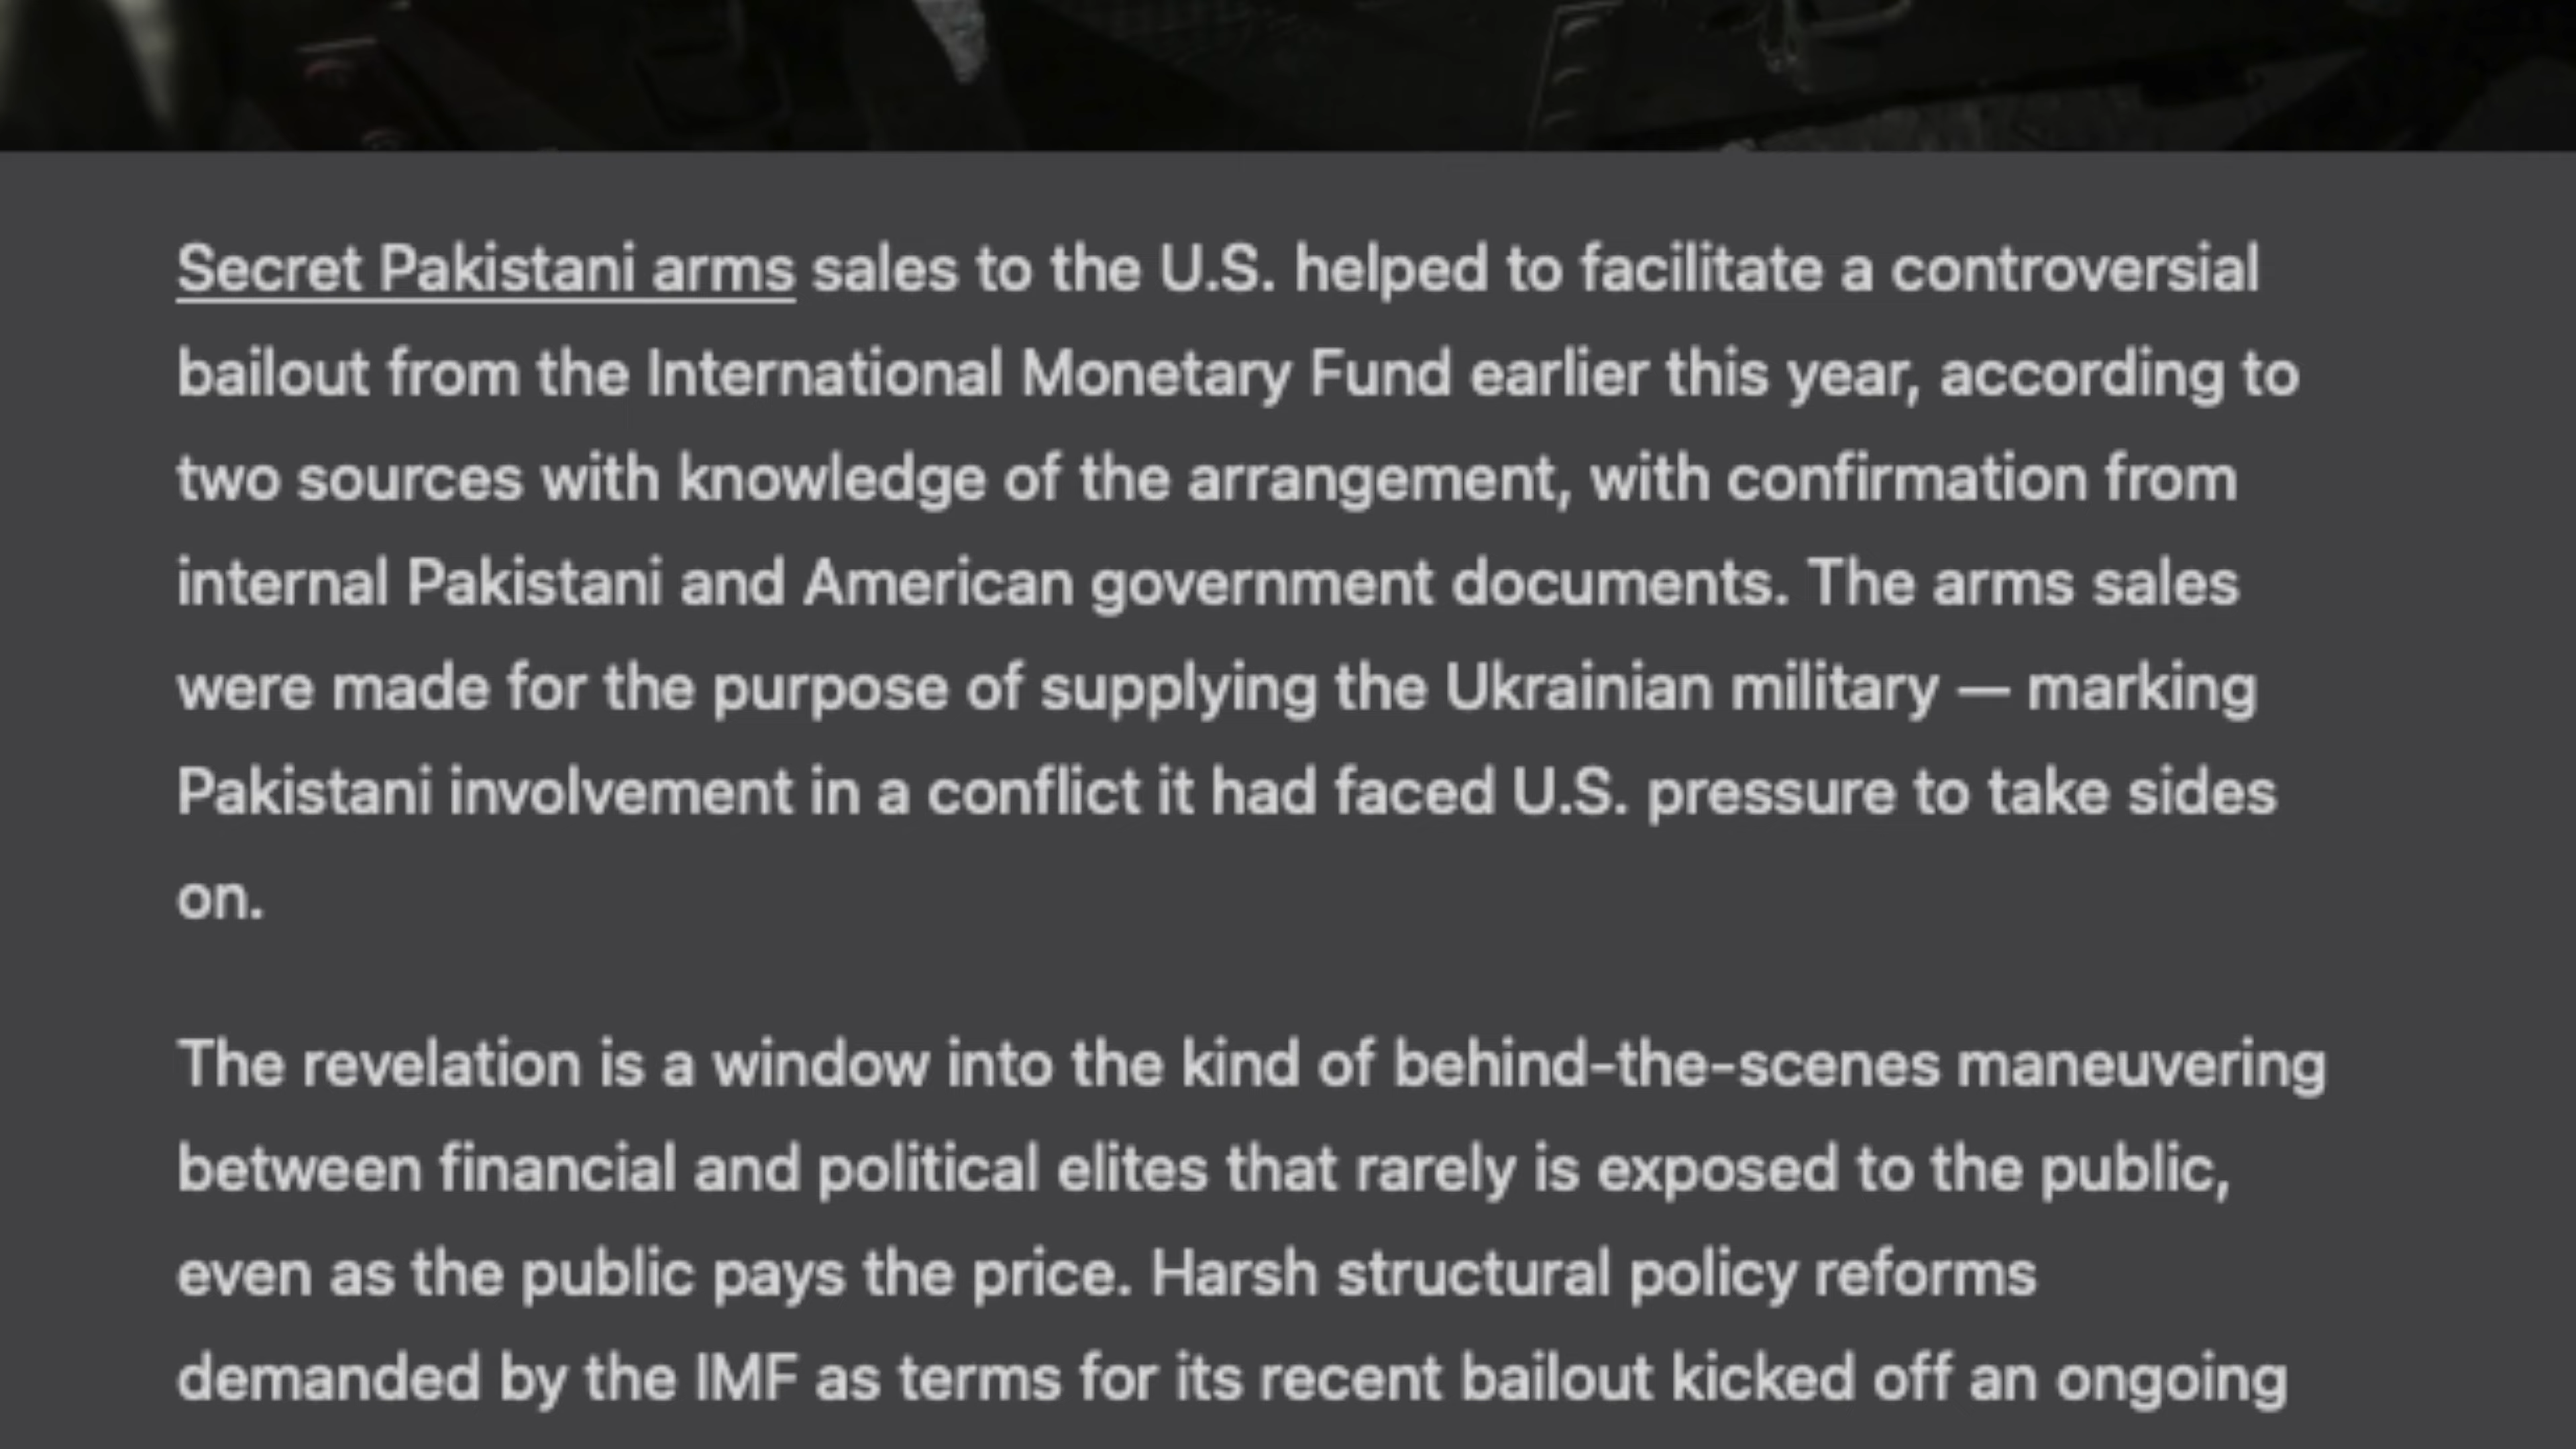 Secret Pakistani arms sales to the U.S. helped to facilitate a controversial
bailout from the International Monetary Fund earlier this year, according to
two sources with knowledge of the arrangement, with confirmation from
internal Pakistani and American government documents. The arms sales
were made for the purpose of supplying the Ukrainian military — marking
Pakistani involvement in a conflict it had faced U.S. pressure to take sides
on.
The revelation is a window into the kind of behind-the-scenes maneuvering
between financial and political elites that rarely is exposed to the public,
even as the public pays the price. Harsh structural policy reforms
demanded by the IMF as terms for its recent bailout kicked off an ongoing